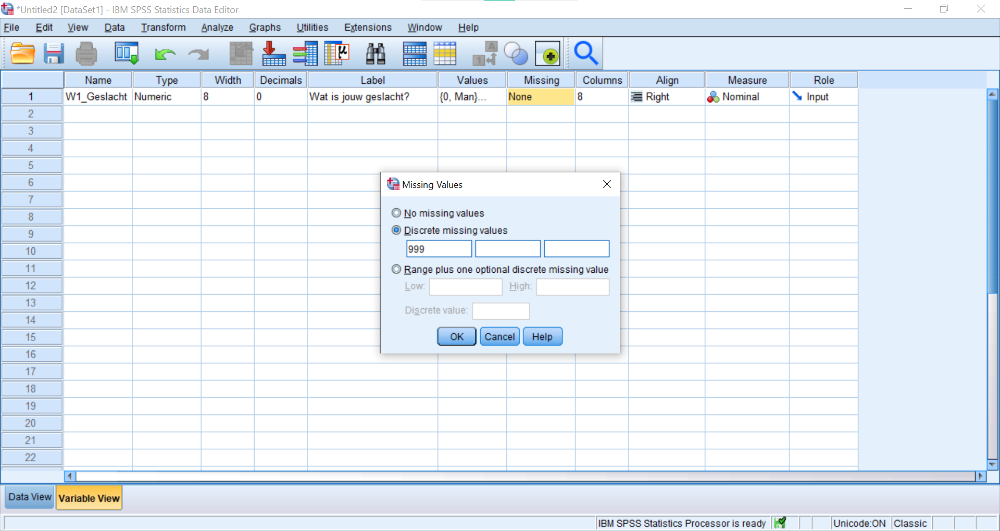 *Untitled2 [DataSet1] - IBM SPSS Statistics Data Editor
File Edit View Data Transform Analyze Graphs Utilities Extensions Window Help
Name Type Width Decimals Label Values Missing Columns Align Measure Role
1 W1_Geslacht Numeric 8 0 Wat is jouw geslacht? {0, Man}... None 8 Right Nominal Input
2
3
4
5
6
7
8
9
10
11
12
13
14
15
16
17
18
19
20
21
22
Missing Values
No missing values
Discrete missing values
999
Range plus one optional discrete missing value
Low: High:
Discrete value:
OK Cancel Help
Data View Variable View
IBM SPSS Statistics Processor is ready Unicode:ON Classic